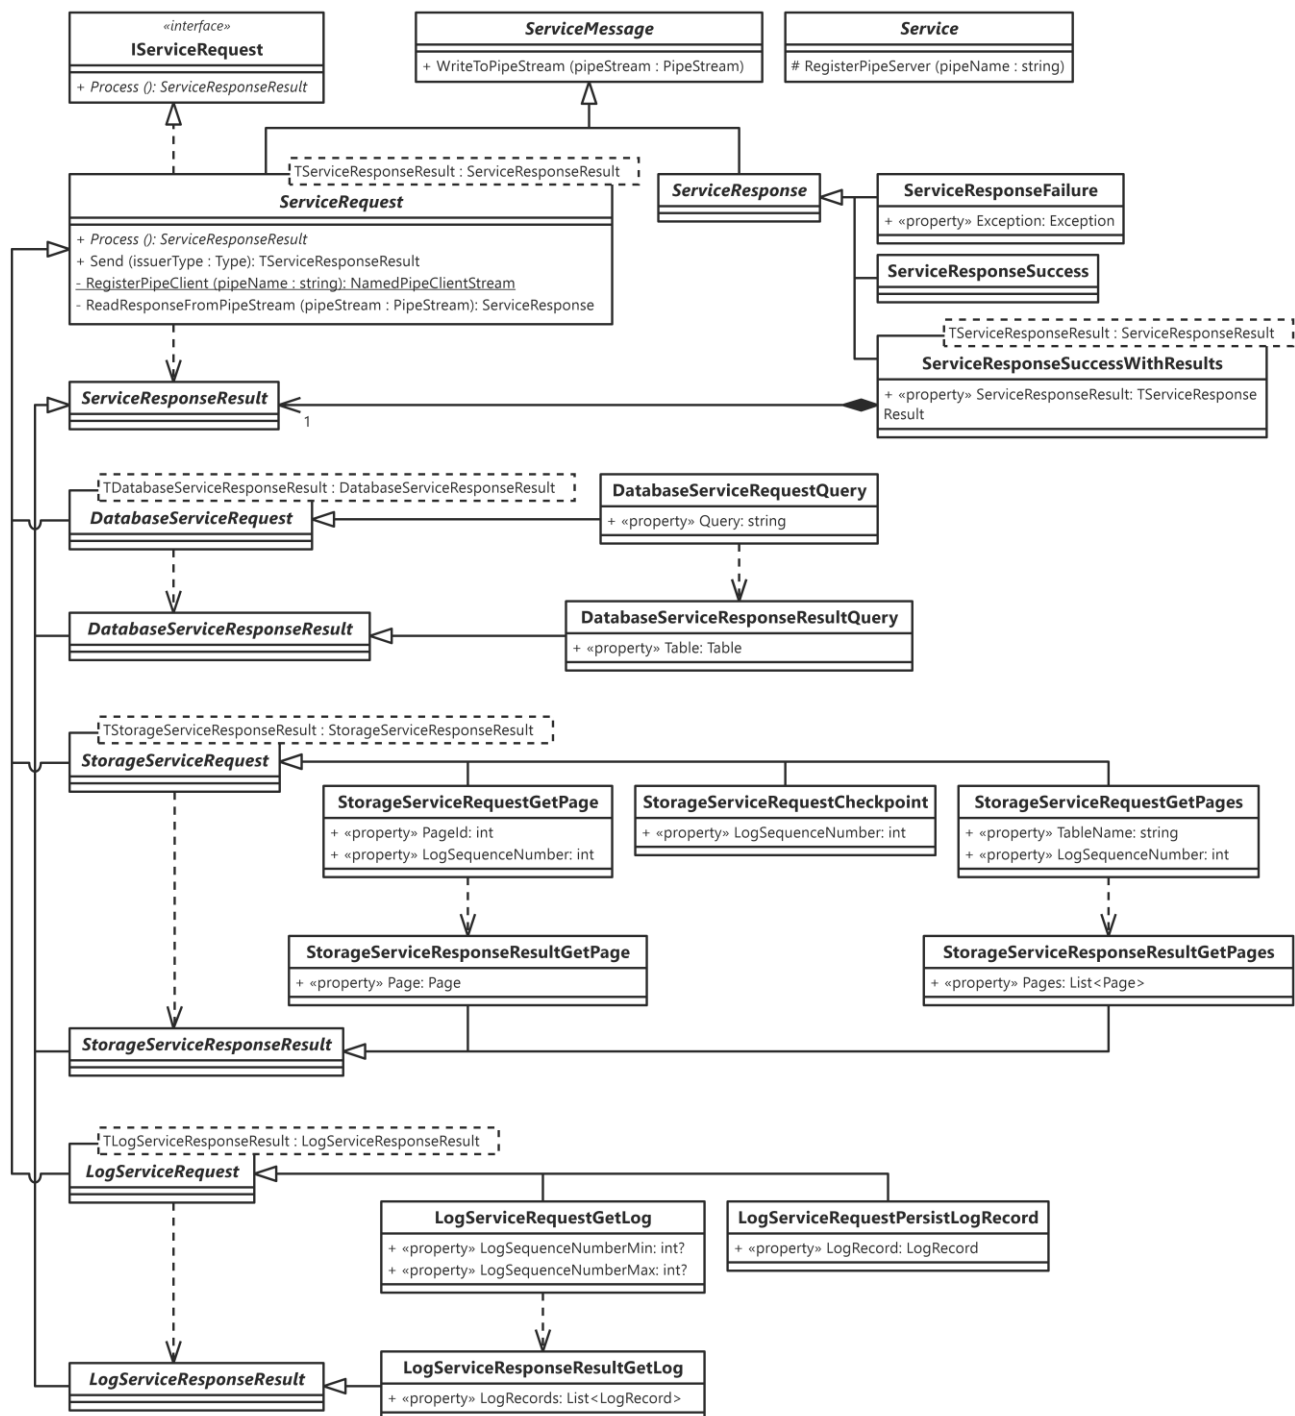 «interface»
IServiceRequest
+ Process (): ServiceResponseResult
ServiceMessage
+ WriteToPipeStream (pipeStream : PipeStream)
Service
# RegisterPipeServer (pipeName : string)
TServiceResponseResult : ServiceResponseResult
ServiceRequest
+ Process (): ServiceResponseResult
+ Send (issuerType : Type): TServiceResponseResult
- RegisterPipeClient (pipeName : string): NamedPipeClientStream
- ReadResponseFromPipeStream (pipeStream : PipeStream): ServiceResponse
ServiceResponse
ServiceResponseFailure
+ «property» Exception: Exception
ServiceResponseSuccess
TServiceResponseResult : ServiceResponseResult
ServiceResponseSuccessWithResults
+ «property» ServiceResponseResult: TServiceResponse
Result
ServiceResponseResult
1
TDatabaseServiceResponseResult : DatabaseServiceResponseResult
DatabaseServiceRequest
DatabaseServiceRequestQuery
+ «property» Query: string
DatabaseServiceResponseResult
DatabaseServiceResponseResultQuery
+ «property» Table: Table
TStorageServiceResponseResult : StorageServiceResponseResult
StorageServiceRequest
StorageServiceRequestGetPage
+ «property» PageId: int
+ «property» LogSequenceNumber: int
StorageServiceRequestCheckpoint
+ «property» LogSequenceNumber: int
StorageServiceRequestGetPages
+ «property» TableName: string
+ «property» LogSequenceNumber: int
StorageServiceResponseResultGetPage
+ «property» Page: Page
StorageServiceResponseResultGetPages
+ «property» Pages: List<Page>
StorageServiceResponseResult
TLogServiceResponseResult : LogServiceResponseResult
LogServiceRequest
LogServiceRequestGetLog
+ «property» LogSequenceNumberMin: int?
+ «property» LogSequenceNumberMax: int?
LogServiceRequestPersistLogRecord
+ «property» LogRecord: LogRecord
LogServiceResponseResult
LogServiceResponseResultGetLog
+ «property» LogRecords: List<LogRecord>